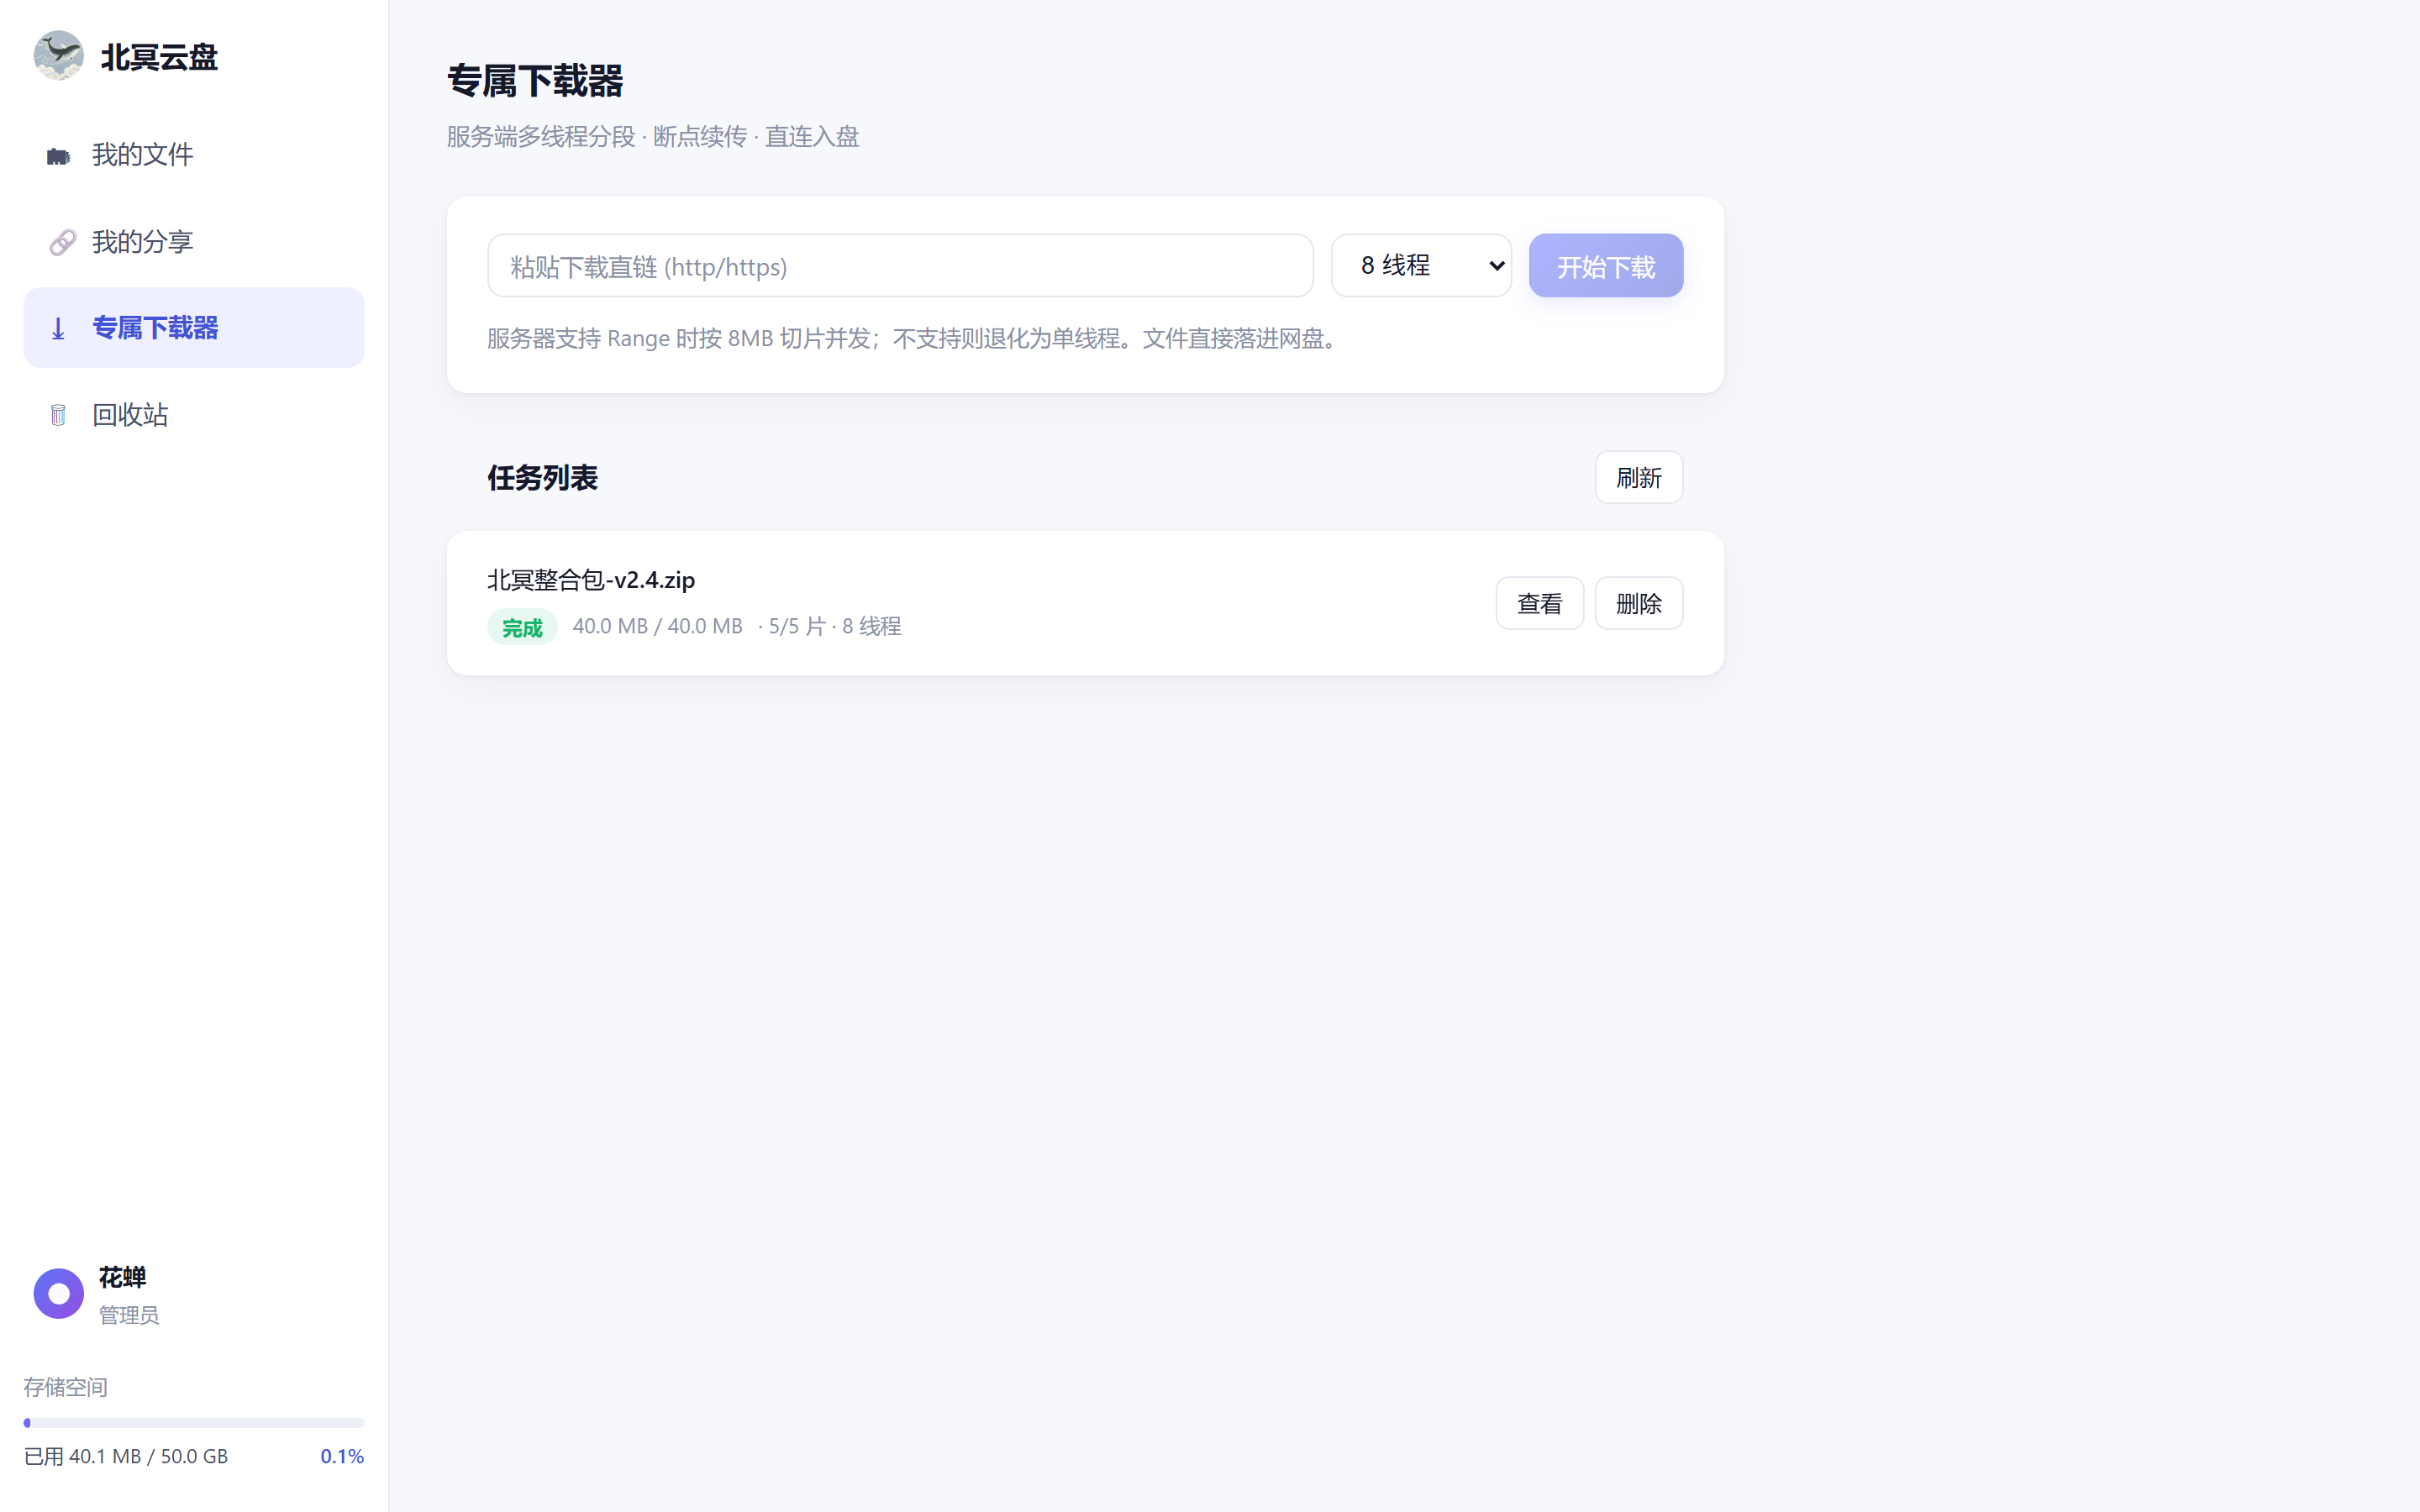 北冥云盘
我的文件
我的分享
专属下载器
回收站
花蝉
管理员
存储空间
已用 40.1 MB / 50.0 GB 0.1%
专属下载器
服务端多线程分段 · 断点续传 · 直连入盘
粘贴下载直链 (http/https) 8 线程 开始下载
服务器支持 Range 时按 8MB 切片并发；不支持则退化为单线程。文件直接落进网盘。
任务列表 刷新
北冥整合包-v2.4.zip
完成 40.0 MB / 40.0 MB · 5/5 片 · 8 线程
查看 删除